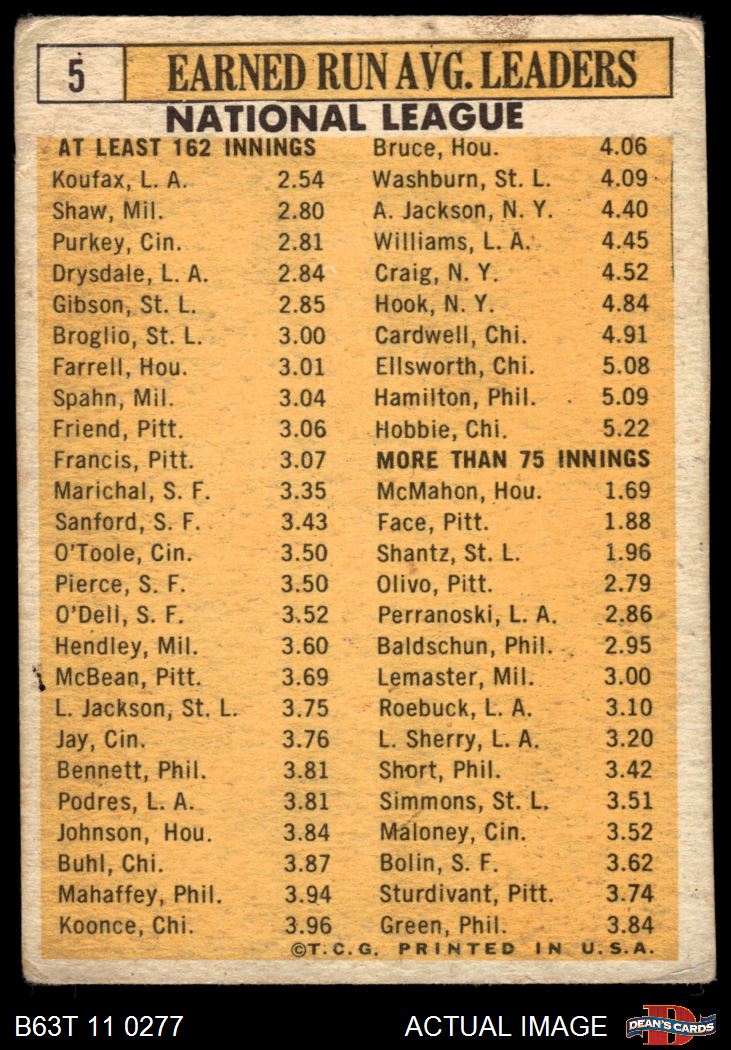 5 EARNED RUN AVG. LEADERS
NATIONAL LEAGUE
AT LEAST 162 INNINGS
Koufax, L. A. 2.54
Shaw, Mil. 2.80
Purkey, Cin. 2.81
Drysdale, L. A. 2.84
Gibson, St. L. 2.85
Broglio, St. L. 3.00
Farrell, Hou. 3.01
Spahn, Mil. 3.04
Friend, Pitt. 3.06
Francis, Pitt. 3.07
Marichal, S. F. 3.35
Sanford, S. F. 3.43
O'Toole, Cin. 3.50
Pierce, S. F. 3.50
O'Dell, S. F. 3.52
Hendley, Mil. 3.60
McBean, Pitt. 3.69
L. Jackson, St. L. 3.75
Jay, Cin. 3.76
Bennett, Phil. 3.81
Podres, L. A. 3.81
Johnson, Hou. 3.84
Buhl, Chi. 3.87
Mahaffey, Phil. 3.94
Koonce, Chi. 3.96
Bruce, Hou. 4.06
Washburn, St. L. 4.09
A. Jackson, N. Y. 4.40
Williams, L. A. 4.45
Craig, N. Y. 4.52
Hook, N. Y. 4.84
Cardwell, Chi. 4.91
Ellsworth, Chi. 5.08
Hamilton, Phil. 5.09
Hobbie, Chi. 5.22
MORE THAN 75 INNINGS
McMahon, Hou. 1.69
Face, Pitt. 1.88
Shantz, St. L. 1.96
Olivo, Pitt. 2.79
Perranoski, L. A. 2.86
Baldschun, Phil. 2.95
Lemaster, Mil. 3.00
Roebuck, L. A. 3.10
L. Sherry, L. A. 3.20
Short, Phil. 3.42
Simmons, St. L. 3.51
Maloney, Cin. 3.52
Bolin, S. F. 3.62
Sturdivant, Pitt. 3.74
Green, Phil. 3.84
©T.C.G. PRINTED IN U.S.A.
B63T 11 0277 ACTUAL IMAGE D DEAN'S CARDS